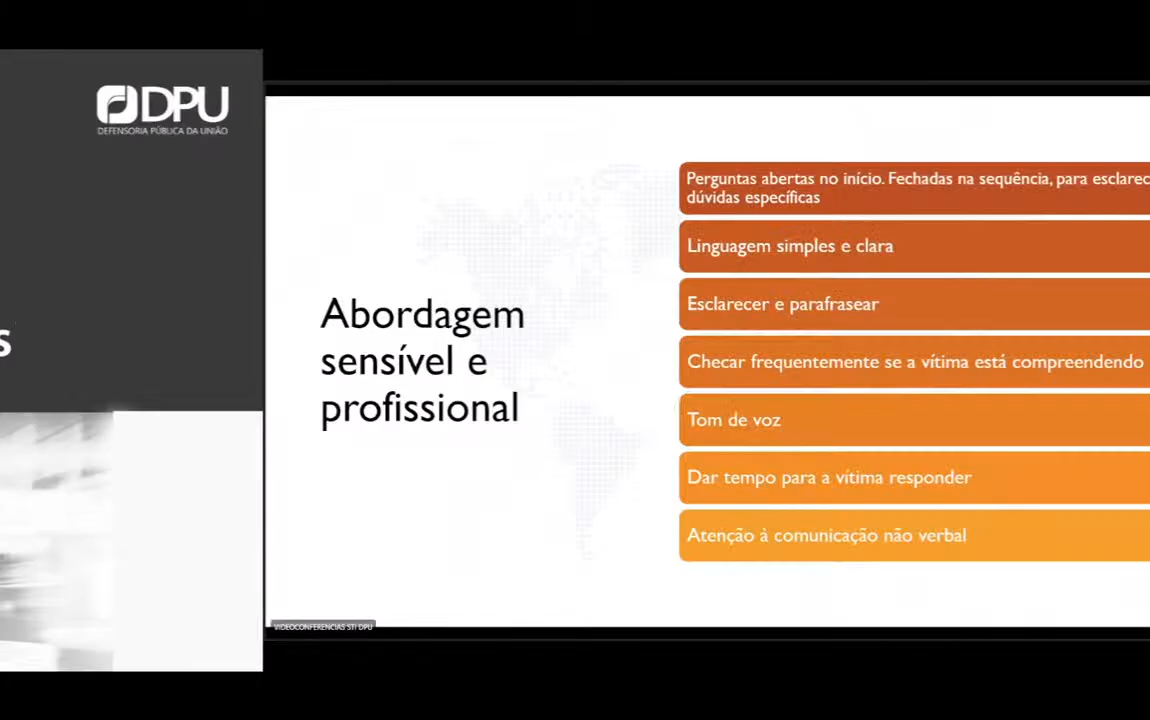 DPU
DEFENSORIA PÚBLICA DA UNIÃO
s
Abordagem
sensível e
profissional
Perguntas abertas no início. Fechadas na sequência, para esclarec
dúvidas específicas
Linguagem simples e clara
Esclarecer e parafrasear
Checar frequentemente se a vítima está compreendendo
Tom de voz
Dar tempo para a vítima responder
Atenção à comunicação não verbal
VIDEOCONFERENCIAS STI DPU